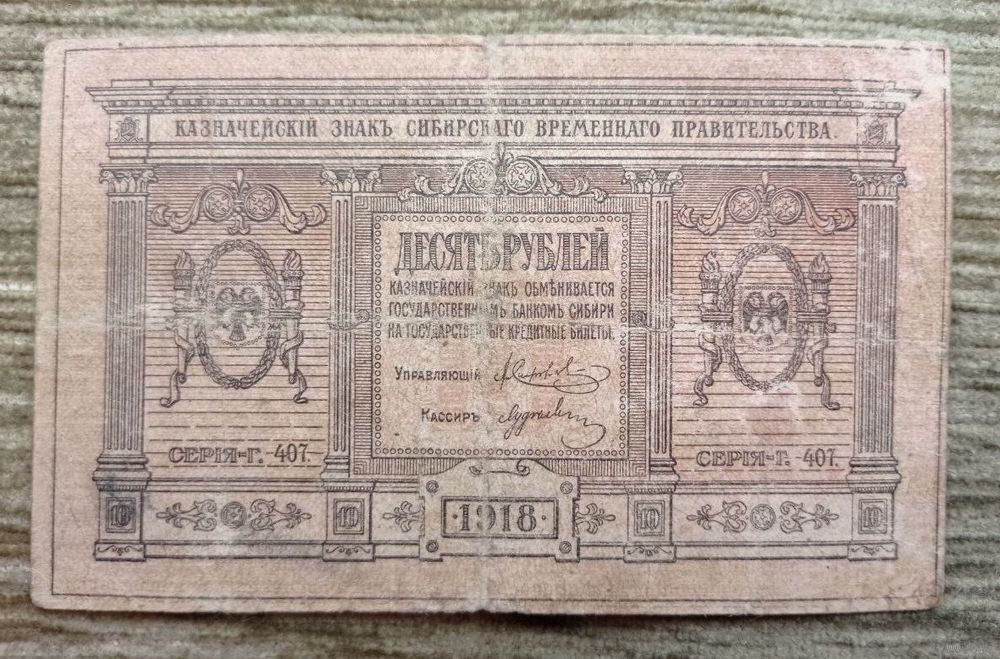 КАЗНАЧЕЙСКІЙ ЗНАКЪ СИБИРСКАГО ВРЕМЕННАГО ПРАВИТЕЛЬСТВА.
ДЕСЯТЬ РУБЛЕЙ
КАЗНАЧЕЙСКІЙ ЗНАКЪ ОБМѢНИВАЕТСЯ
ГОСУДАРСТВЕННЫМЪ БАНКОМЪ СИБИРИ
НА ГОСУДАРСТВЕННЫЕ КРЕДИТНЫЕ БИЛЕТЫ.
УПРАВЛЯЮЩІЙ
КАССИРЪ
СЕРІЯ-Г. 407.
СЕРІЯ-Г. 407.
10
10
·1918·
10
10